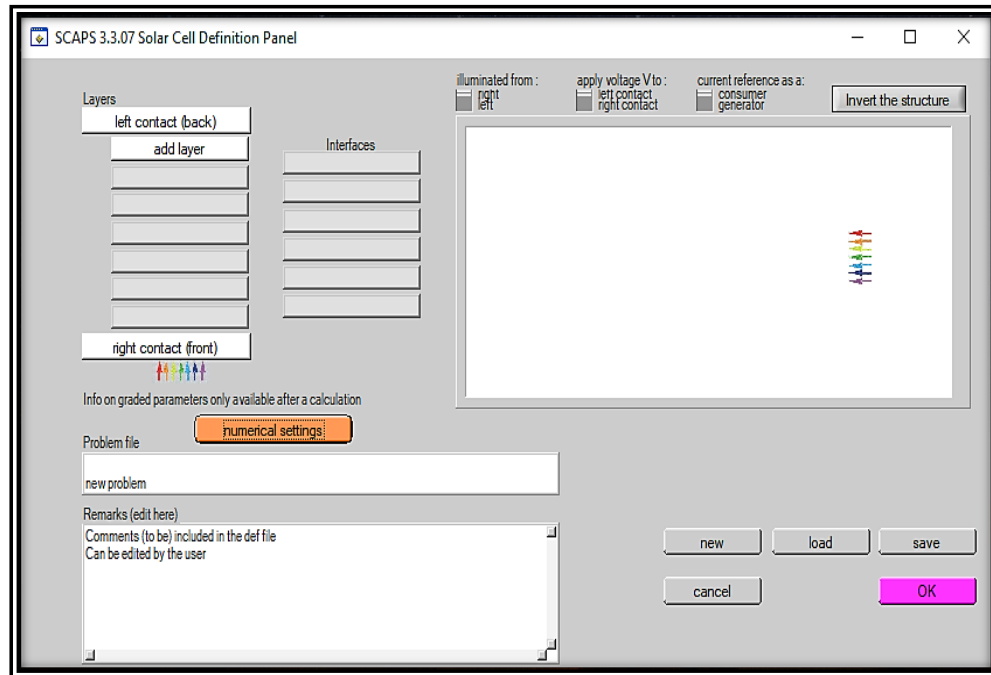 SCAPS 3.3.07 Solar Cell Definition Panel
illuminated from :
right
left
apply voltage V to :
left contact
right contact
current reference as a:
consumer
generator
Invert the structure
Layers
left contact (back)
add layer
Interfaces
right contact (front)
Info on graded parameters only available after a calculation
numerical settings
Problem file
new problem
Remarks (edit here)
Comments (to be) included in the def file
Can be edited by the user
new
load
save
cancel
OK